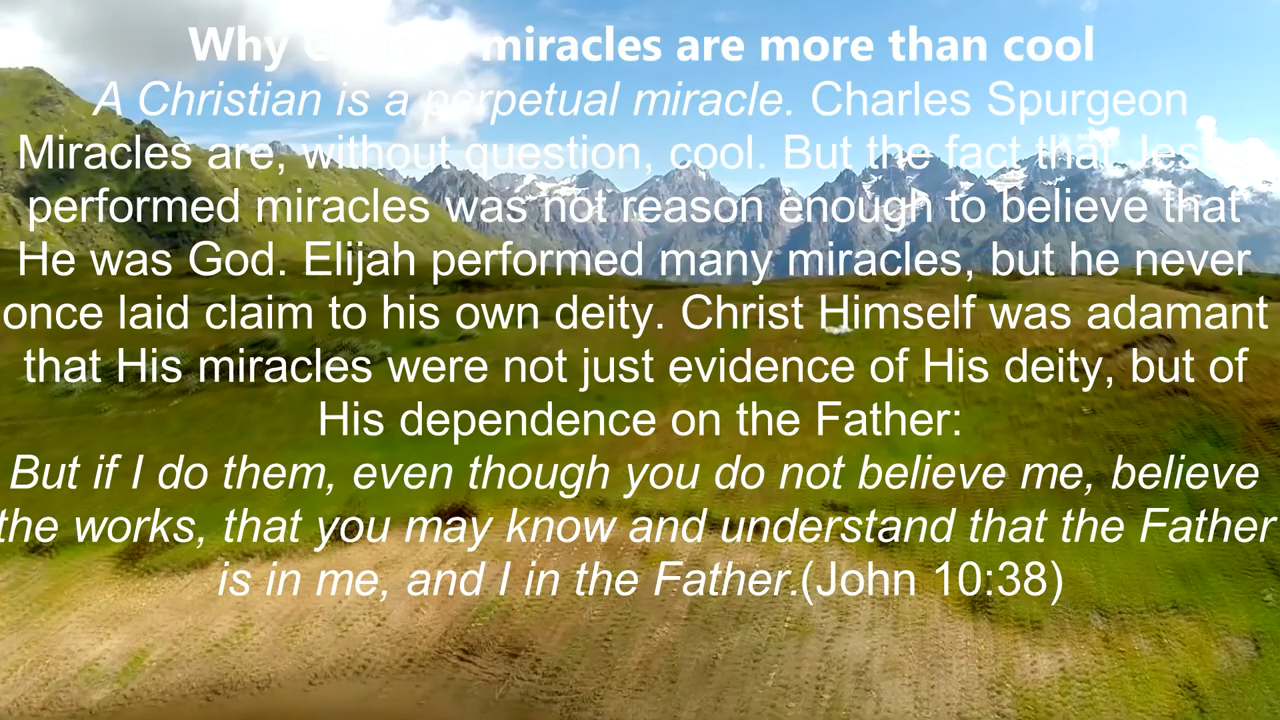 Why Christ's miracles are more than cool
A Christian is a perpetual miracle. Charles Spurgeon
Miracles are, without question, cool. But the fact that Jesus
performed miracles was not reason enough to believe that
He was God. Elijah performed many miracles, but he never
once laid claim to his own deity. Christ Himself was adamant
that His miracles were not just evidence of His deity, but of
His dependence on the Father:
But if I do them, even though you do not believe me, believe
the works, that you may know and understand that the Father
is in me, and I in the Father.(John 10:38)